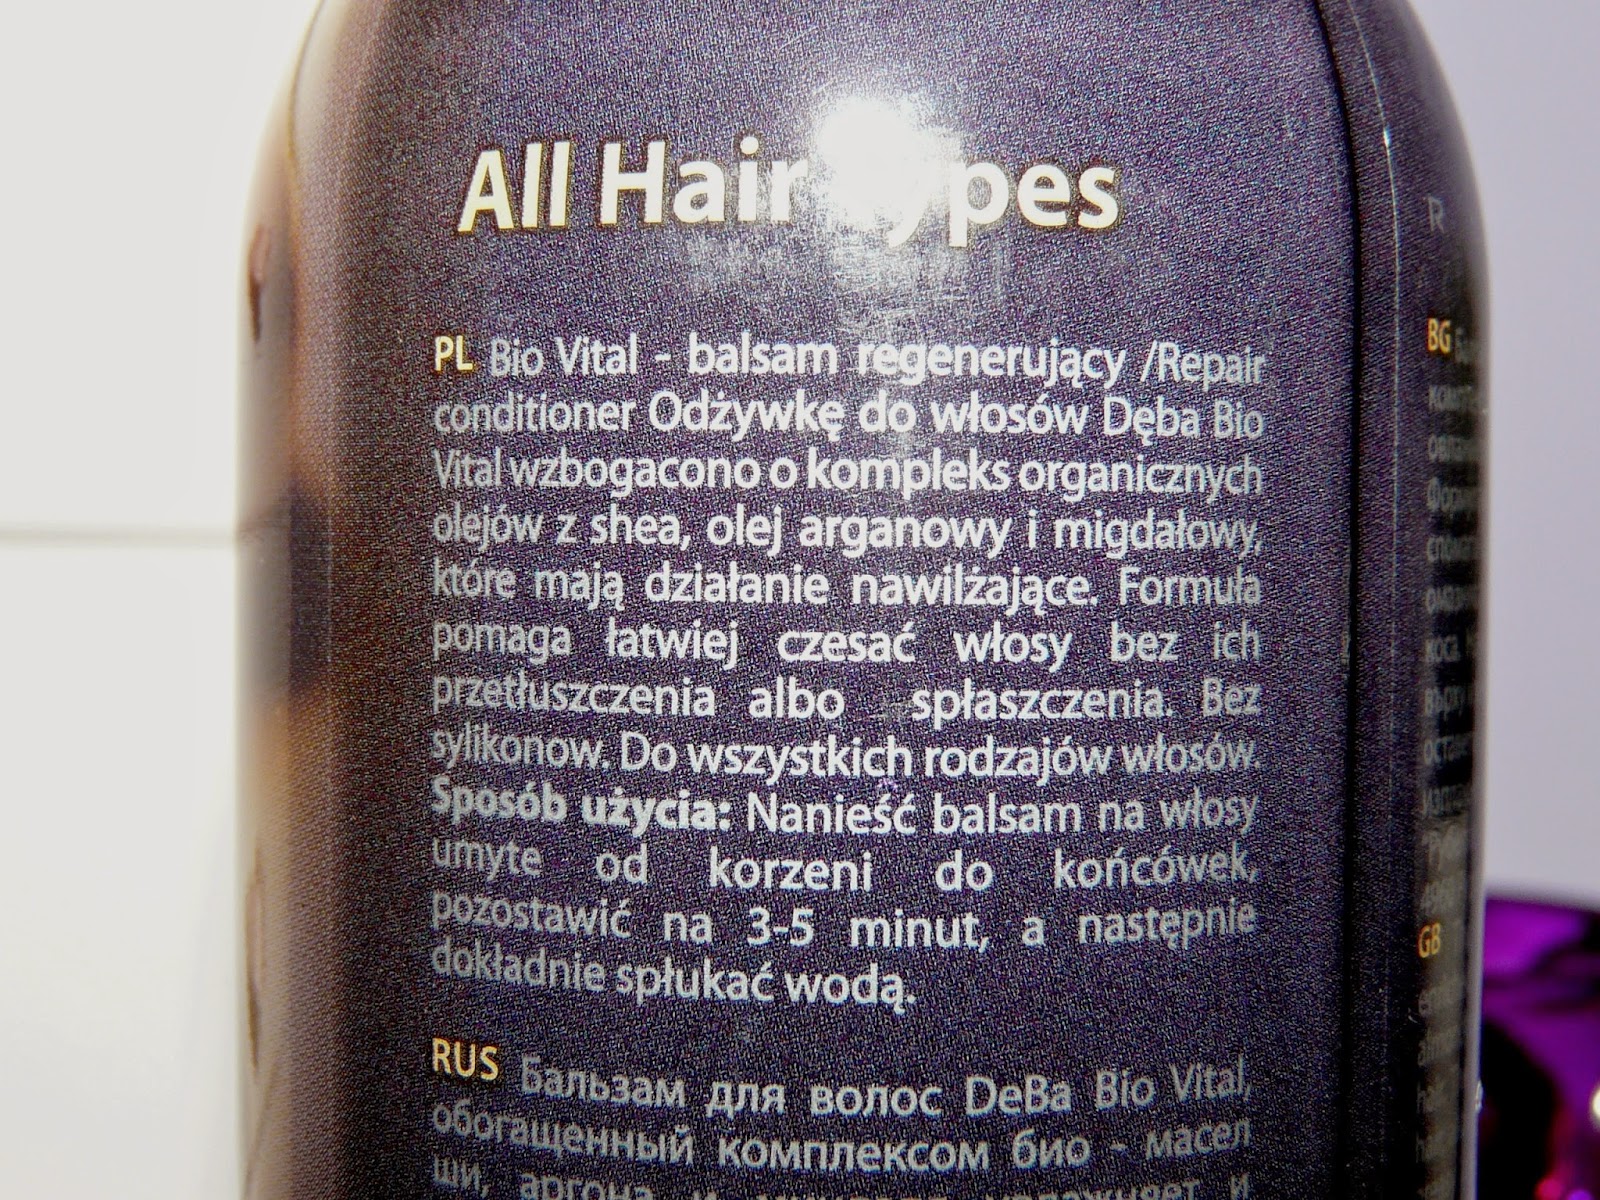 All Hair Types
PL Bio Vital - balsam regenerujący /Repair
conditioner Odżywkę do włosów Dęba Bio
Vital wzbogacono o kompleks organicznych
olejów z shea, olej arganowy i migdałowy,
które mają działanie nawilżające. Formuła
pomaga łatwiej czesać włosy bez ich
przetłuszczenia albo spłaszczenia. Bez
sylikonow. Do wszystkich rodzajów włosów.
Sposób użycia: Nanieść balsam na włosy
umyte od korzeni do końcówek,
pozostawić na 3-5 minut, a następnie
dokładnie spłukać wodą.
RUS Бальзам для волос DeBa Bio Vital,
обогащенный комплексом био - масел
ши, аргона и
R
BG
GB